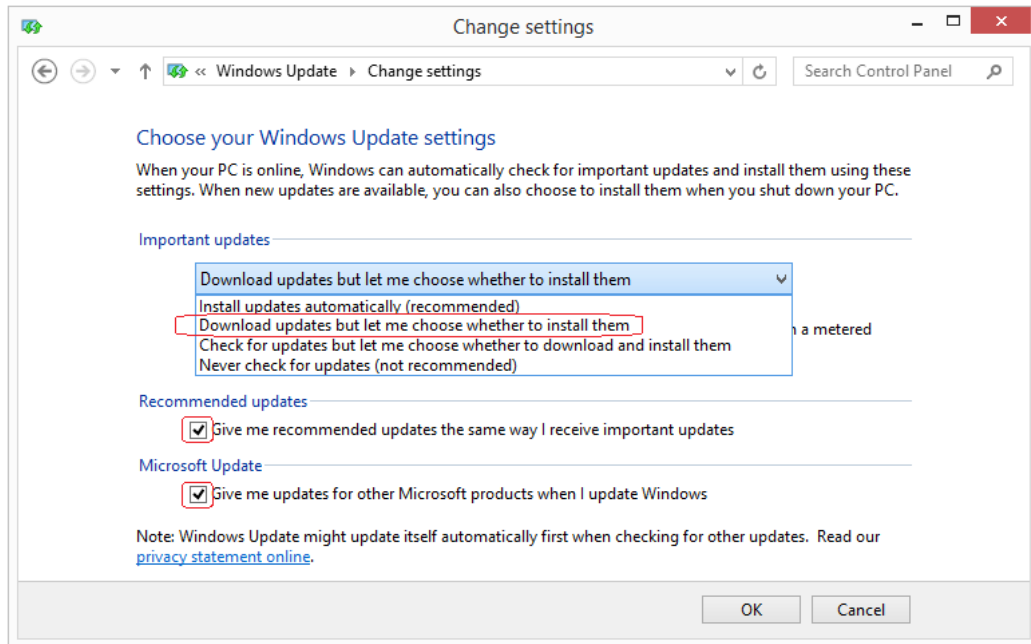 Change settings
« Windows Update Change settings
Search Control Panel
Choose your Windows Update settings
When your PC is online, Windows can automatically check for important updates and install them using these
settings. When new updates are available, you can also choose to install them when you shut down your PC.
Important updates
Download updates but let me choose whether to install them
Install updates automatically (recommended)
Download updates but let me choose whether to install them
a metered
Check for updates but let me choose whether to download and install them
Never check for updates (not recommended)
Recommended updates
Give me recommended updates the same way I receive important updates
Microsoft Update
Give me updates for other Microsoft products when I update Windows
Note: Windows Update might update itself automatically first when checking for other updates. Read our
privacy statement online.
OK Cancel